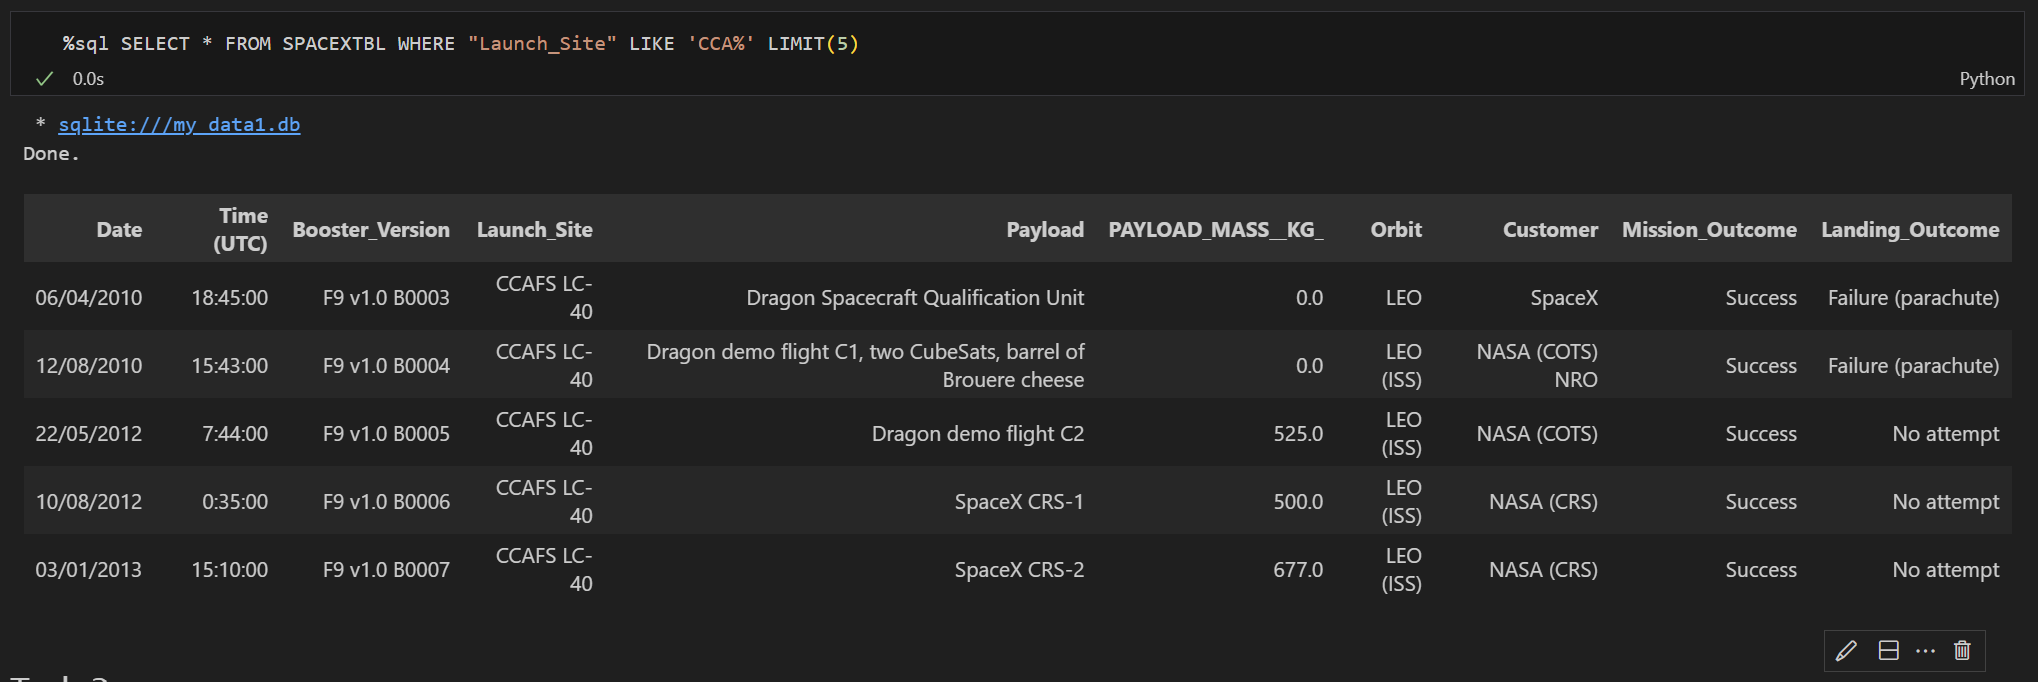 %sql SELECT * FROM SPACEXTBL WHERE "Launch_Site" LIKE 'CCA%' LIMIT(5)
0.0s
Python
* sqlite:///my_data1.db
Done.
Date Time (UTC) Booster_Version Launch_Site Payload PAYLOAD_MASS__KG_ Orbit Customer Mission_Outcome Landing_Outcome
06/04/2010 18:45:00 F9 v1.0 B0003 CCAFS LC-40 Dragon Spacecraft Qualification Unit 0.0 LEO SpaceX Success Failure (parachute)
12/08/2010 15:43:00 F9 v1.0 B0004 CCAFS LC-40 Dragon demo flight C1, two CubeSats, barrel of Brouere cheese 0.0 LEO (ISS) NASA (COTS) NRO Success Failure (parachute)
22/05/2012 7:44:00 F9 v1.0 B0005 CCAFS LC-40 Dragon demo flight C2 525.0 LEO (ISS) NASA (COTS) Success No attempt
10/08/2012 0:35:00 F9 v1.0 B0006 CCAFS LC-40 SpaceX CRS-1 500.0 LEO (ISS) NASA (CRS) Success No attempt
03/01/2013 15:10:00 F9 v1.0 B0007 CCAFS LC-40 SpaceX CRS-2 677.0 LEO (ISS) NASA (CRS) Success No attempt